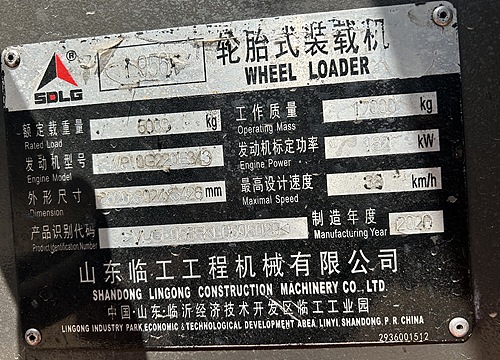 SDLG ®
轮胎式装载机
WHEEL LOADER
额定载重量 5000 kg
Rated Load
工作质量 kg
Operating Mass
发动机型号
Engine Model
发动机标定功率 kW
Engine Power
外形尺寸 mm
Dimension
最高设计速度 km/h
Maximal Speed
产品识别代码
Product Identification Number
制造年度 2020
Manufacturing Year
山东临工工程机械有限公司
SHANDONG LINGONG CONSTRUCTION MACHINERY CO., LTD.
中国·山东·临沂经济技术开发区临工工业园
LINGONG INDUSTRY PARK, ECONOMIC & TECHNOLOGICAL DEVELOPMENT AREA, LINYI, SHANDONG, P. R. CHINA
2936001512